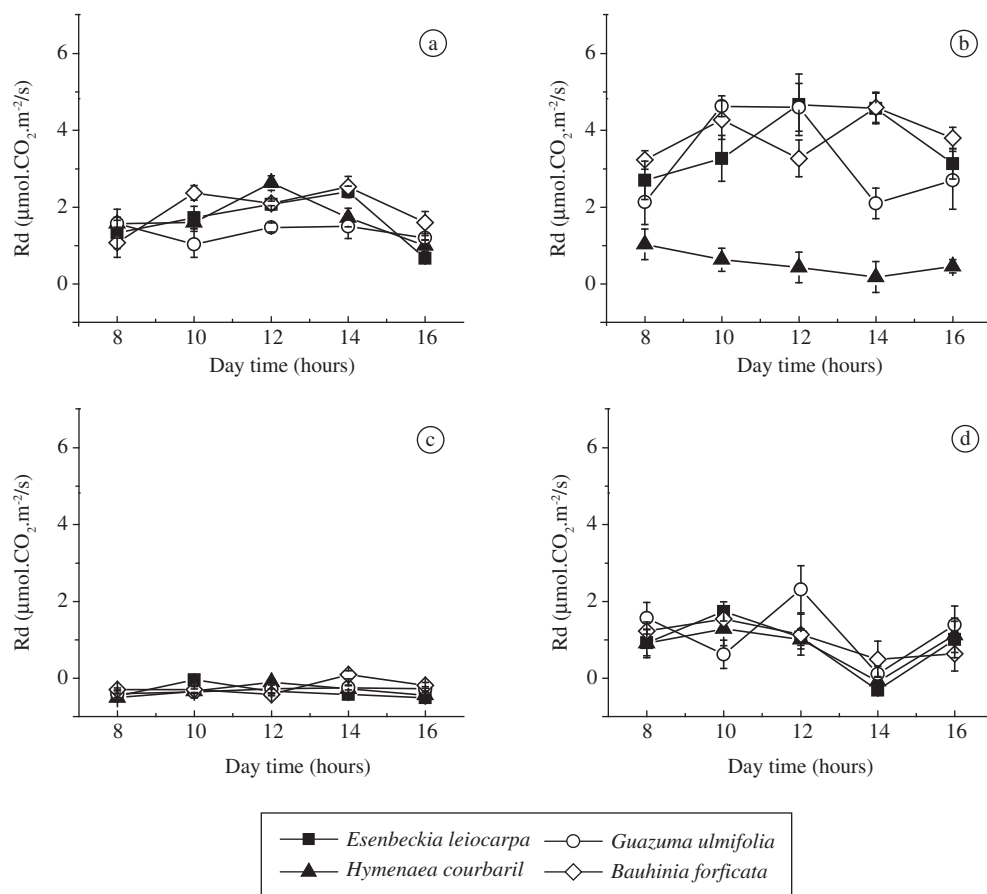 a
6
4
2
0
Rd (µmol.CO₂.m⁻²/s)
8 10 12 14 16
Day time (hours)
b
6
4
2
0
Rd (µmol.CO₂.m⁻²/s)
8 10 12 14 16
Day time (hours)
c
6
4
2
0
Rd (µmol.CO₂.m⁻²/s)
8 10 12 14 16
Day time (hours)
d
6
4
2
0
Rd (µmol.CO₂.m⁻²/s)
8 10 12 14 16
Day time (hours)
Esenbeckia leiocarpa
Guazuma ulmifolia
Hymenaea courbaril
Bauhinia forficata